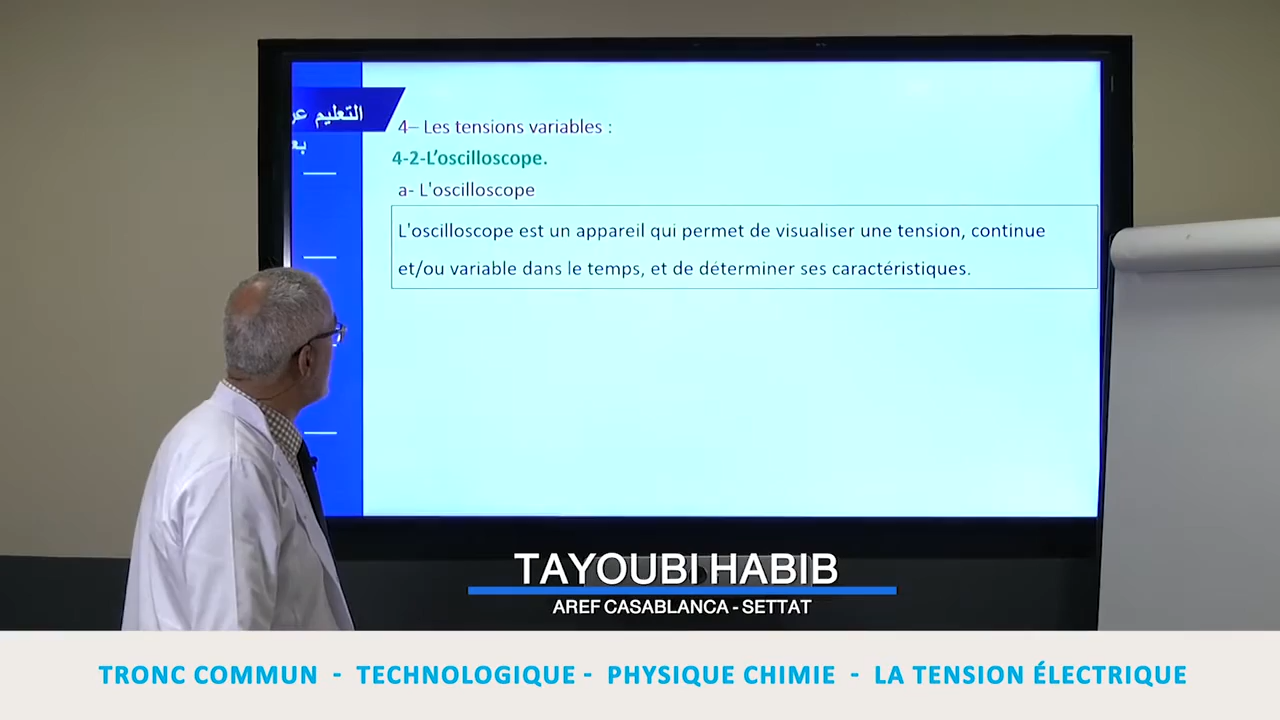 التعليم عن
بعد
4– Les tensions variables :
4-2-L’oscilloscope.
a- L'oscilloscope
L'oscilloscope est un appareil qui permet de visualiser une tension, continue
et/ou variable dans le temps, et de déterminer ses caractéristiques.
TAYOUBI HABIB
AREF CASABLANCA - SETTAT
TRONC COMMUN - TECHNOLOGIQUE - PHYSIQUE CHIMIE - LA TENSION ÉLECTRIQUE